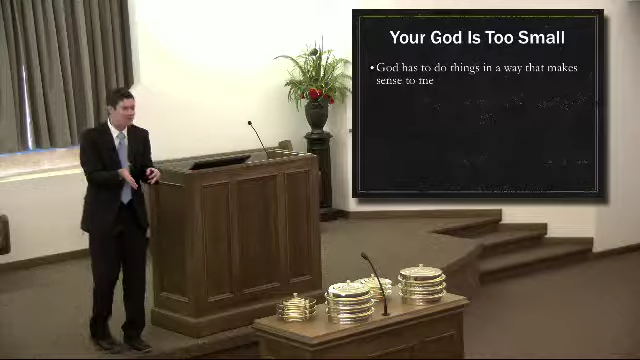 Your God Is Too Small
• God has to do things in a way that makes
sense to me